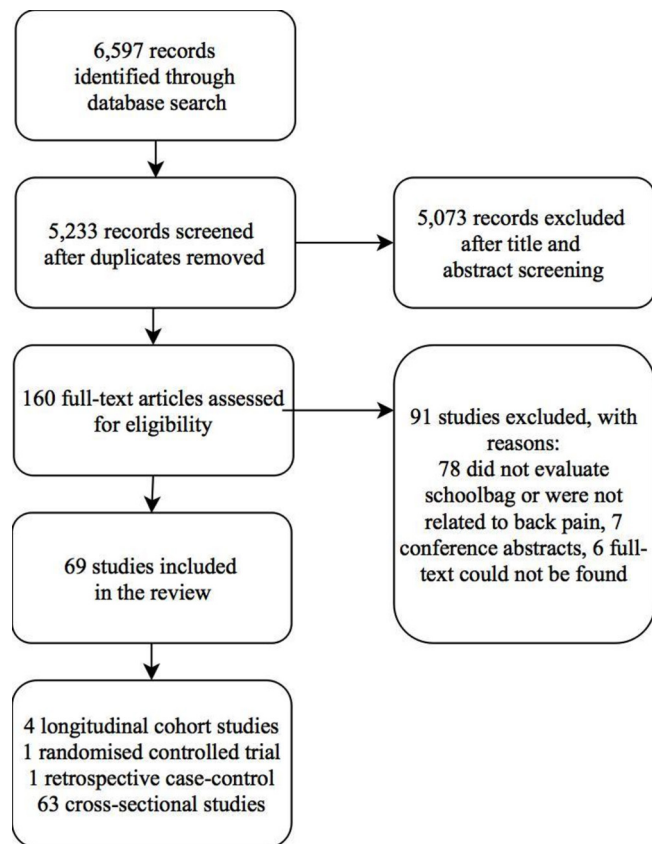 6,597 records
identified through
database search
5,233 records screened
after duplicates removed
5,073 records excluded
after title and
abstract screening
160 full-text articles assessed
for eligibility
91 studies excluded, with
reasons:
78 did not evaluate
schoolbag or were not
related to back pain, 7
conference abstracts, 6 full-
text could not be found
69 studies included
in the review
4 longitudinal cohort studies
1 randomised controlled trial
1 retrospective case-control
63 cross-sectional studies